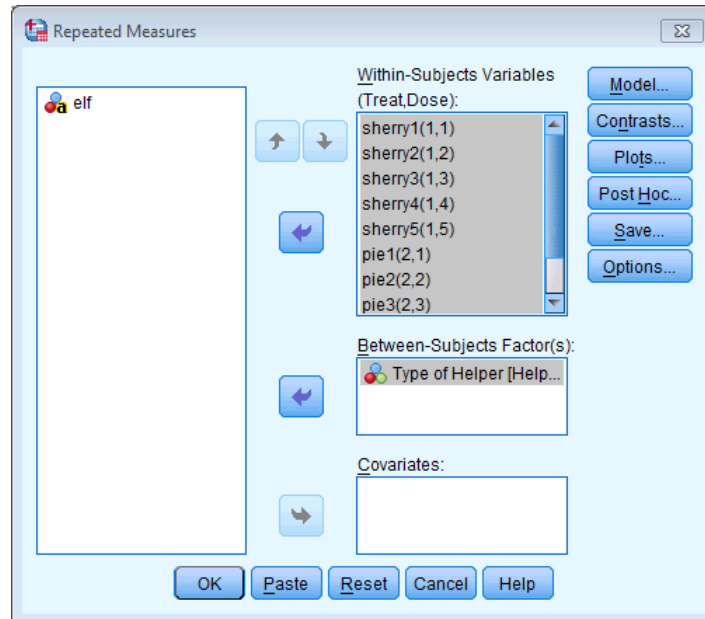 Repeated Measures
elf
Within-Subjects Variables
(Treat,Dose):
sherry1(1,1)
sherry2(1,2)
sherry3(1,3)
sherry4(1,4)
sherry5(1,5)
pie1(2,1)
pie2(2,2)
pie3(2,3)
Between-Subjects Factor(s):
Type of Helper [Help...
Covariates:
Model...
Contrasts...
Plots...
Post Hoc...
Save...
Options...
OK Paste Reset Cancel Help